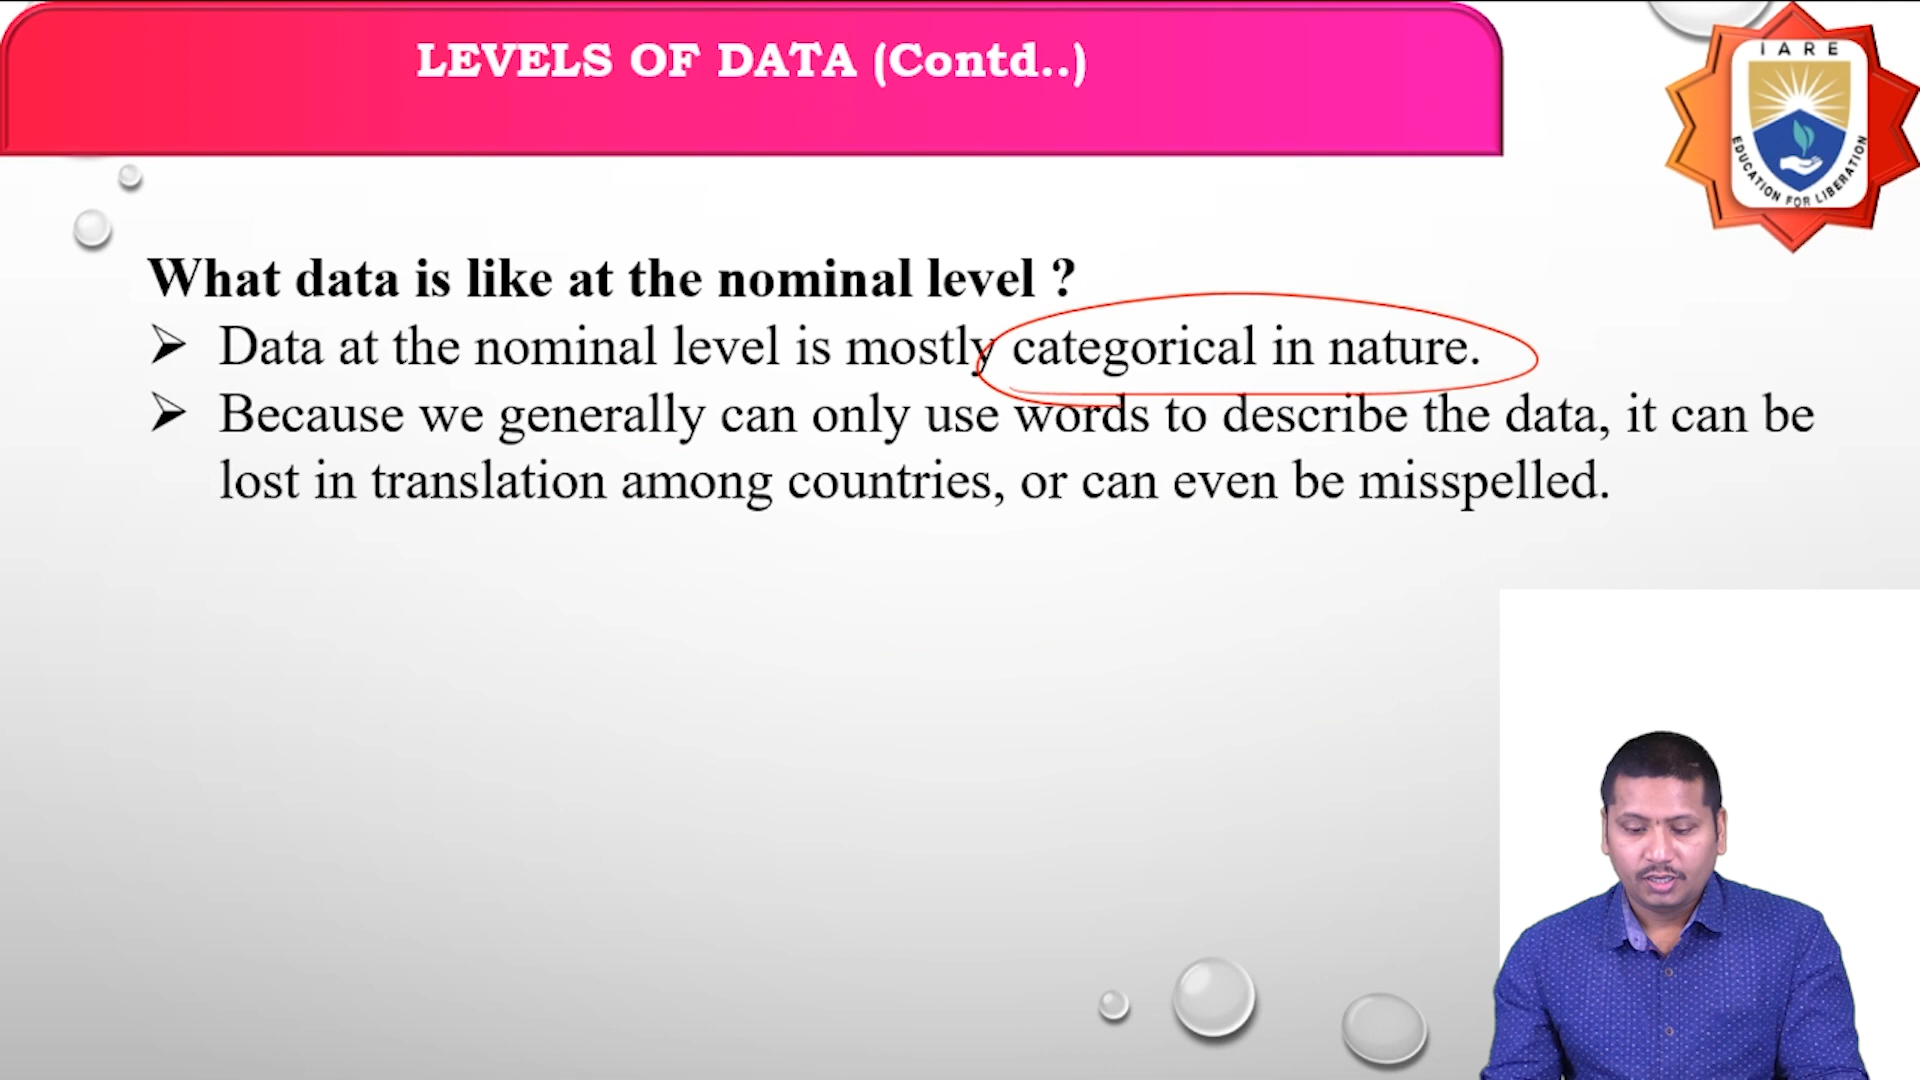 LEVELS OF DATA (Contd..)
IARE
EDUCATION FOR LIBERATION
What data is like at the nominal level ?
➢ Data at the nominal level is mostly categorical in nature.
➢ Because we generally can only use words to describe the data, it can be
lost in translation among countries, or can even be misspelled.